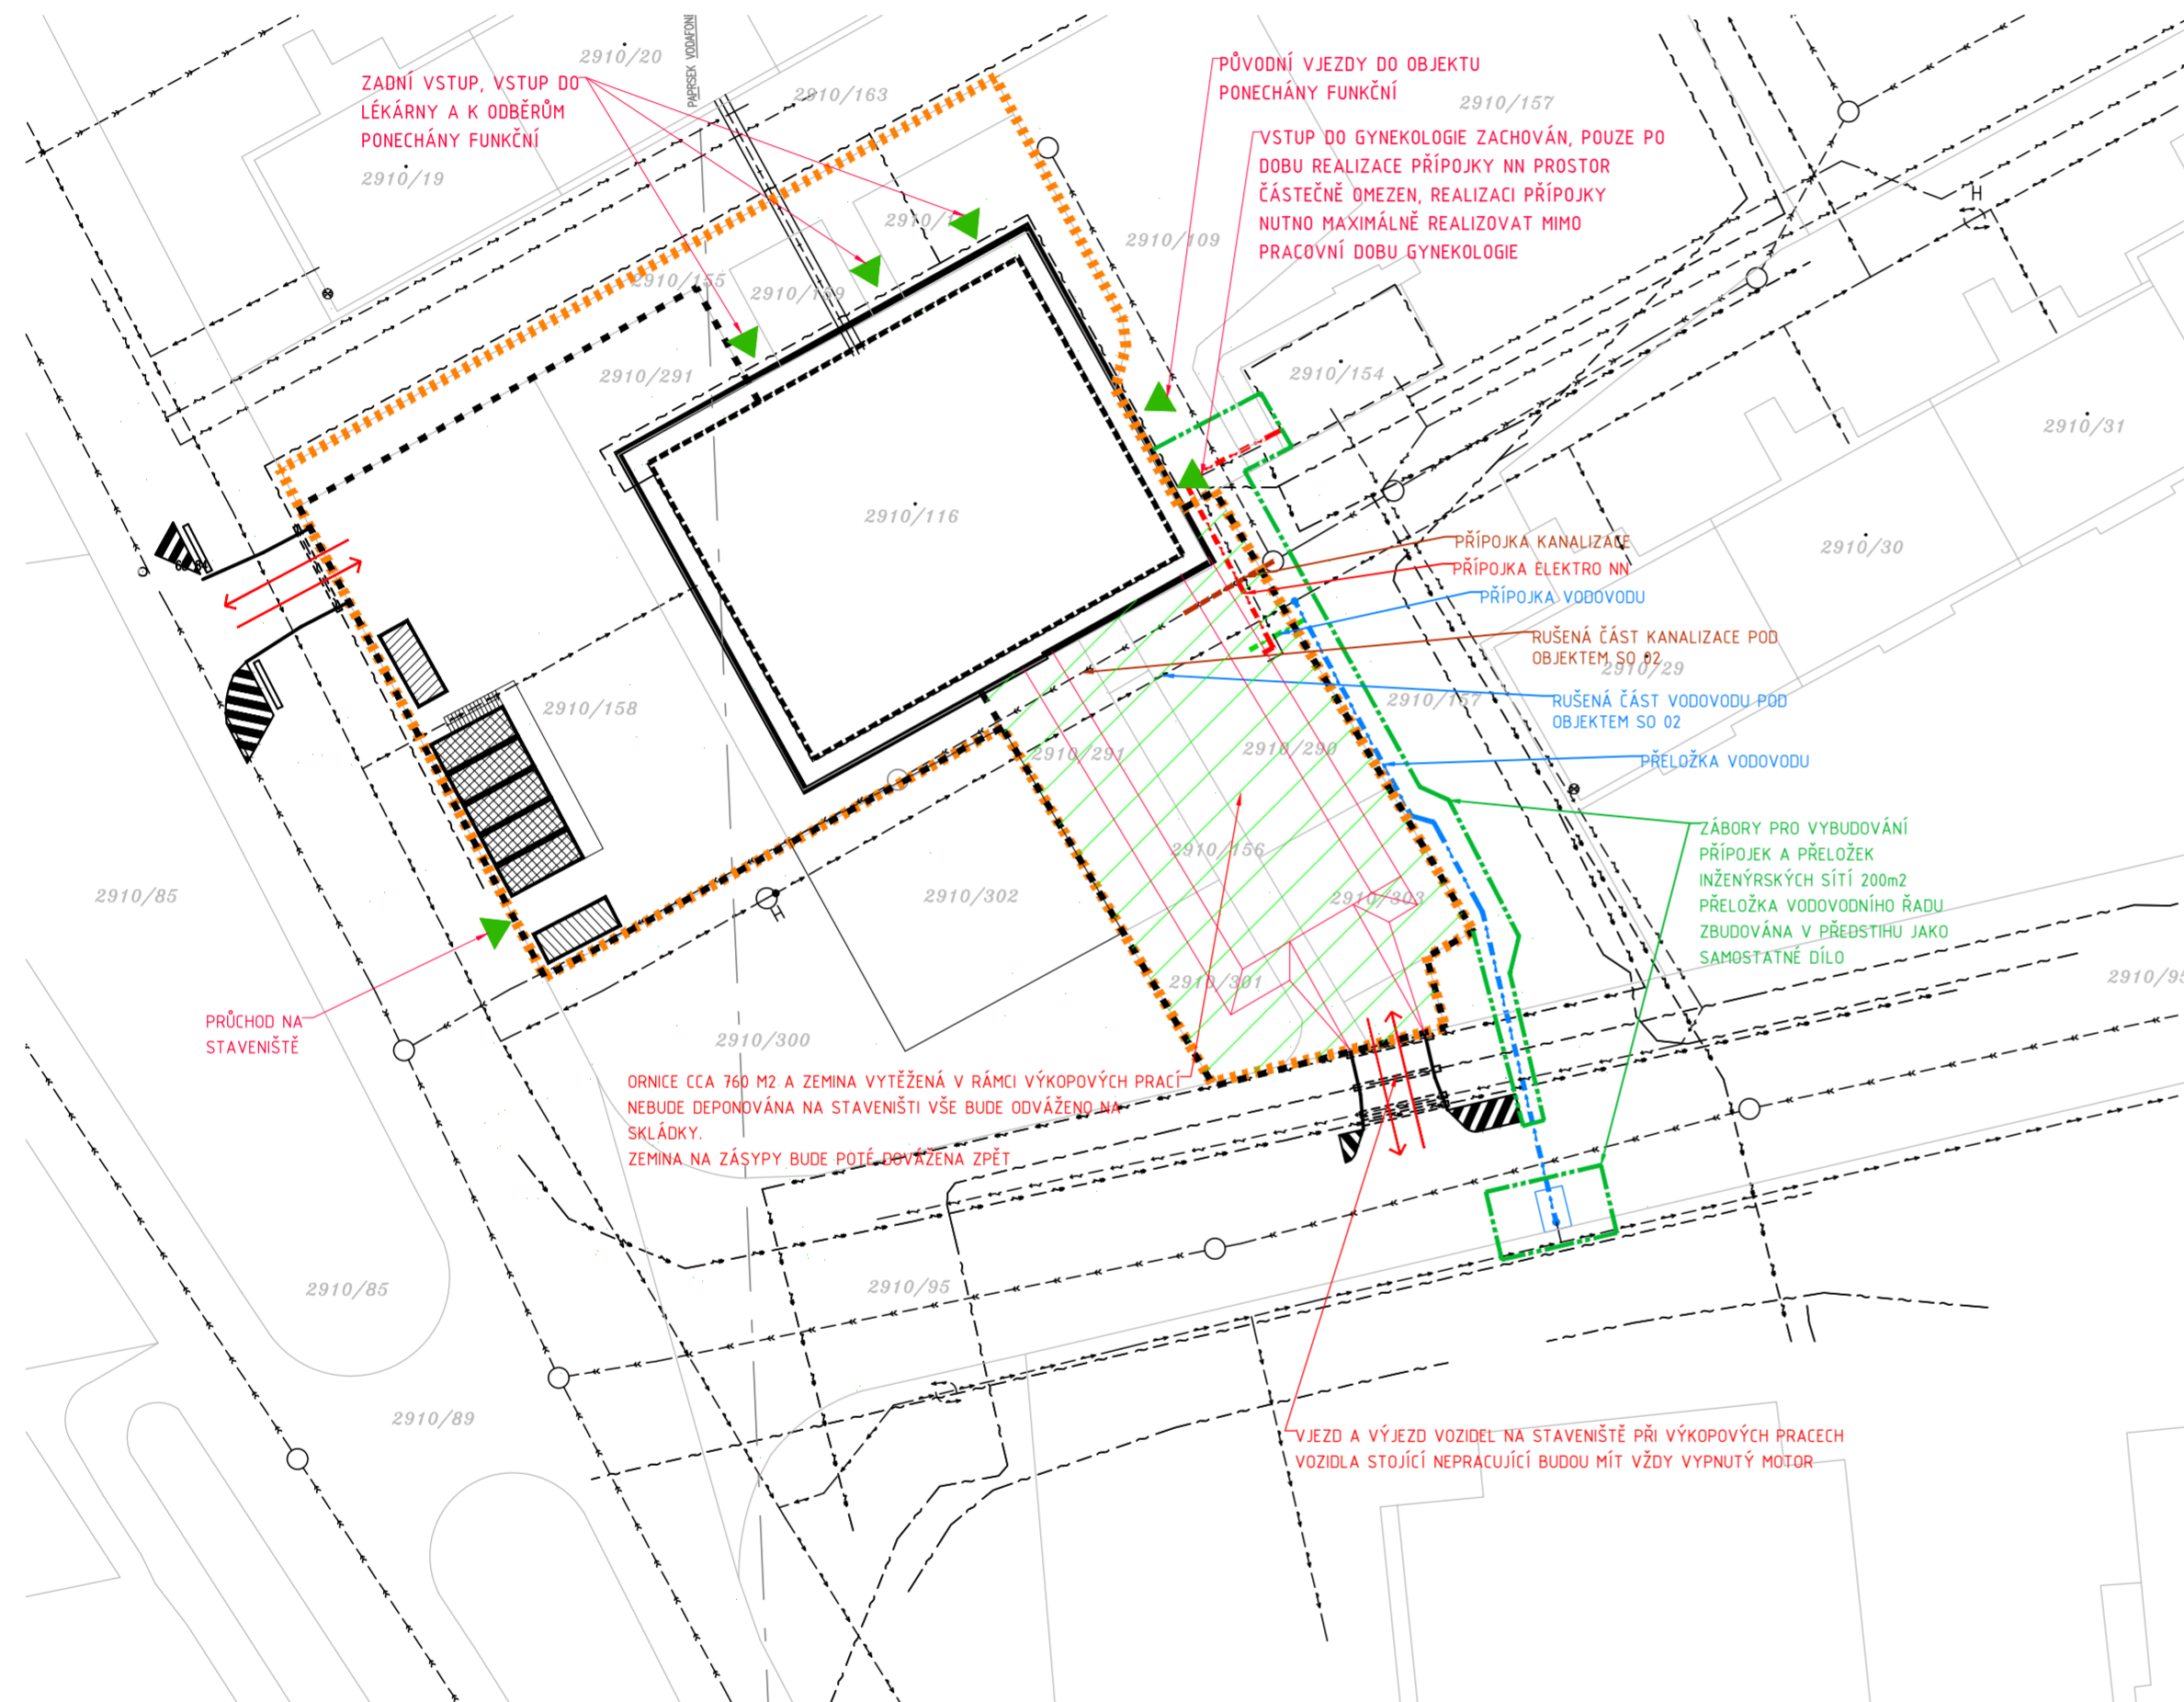 PAPRSEK VODAFONE
2910/20
2910/163
2910/157
2910/19
ZADNÍ VSTUP, VSTUP DO
LÉKÁRNY A K ODBĚRŮM
PONECHÁNY FUNKČNÍ
PŮVODNÍ VJEZDY DO OBJEKTU
PONECHÁNY FUNKČNÍ
VSTUP DO GYNEKOLOGIE ZACHOVÁN, POUZE PO
DOBU REALIZACE PŘÍPOJKY NN PROSTOR
ČÁSTEČNĚ OMEZEN, REALIZACI PŘÍPOJKY
NUTNO MAXIMÁLNĚ REALIZOVAT MIMO
PRACOVNÍ DOBU GYNEKOLOGIE
H
2910/109
2910/155
2910/291
2910/154
2910/31
2910/116
2910/30
PŘÍPOJKA KANALIZACE
PŘÍPOJKA ELEKTRO NN
PŘÍPOJKA VODOVODU
RUŠENÁ ČÁST KANALIZACE POD
OBJEKTEM SO 02
2910/29
RUŠENÁ ČÁST VODOVODU POD
OBJEKTEM SO 02
PŘELOŽKA VODOVODU
2910/158
2910/157
2910/291
2910/290
2910/156
2910/303
2910/302
2910/301
2910/300
2910/85
H
ZÁBORY PRO VYBUDOVÁNÍ
PŘÍPOJEK A PŘELOŽEK
INŽENÝRSKÝCH SÍTÍ 200m2
PŘELOŽKA VODOVODNÍHO ŘADU
ZBUDOVÁNA V PŘEDSTIHU JAKO
SAMOSTATNÉ DÍLO
2910/95
PRŮCHOD NA
STAVENIŠTĚ
ORNICE CCA 760 M2 A ZEMINA VYTĚŽENÁ V RÁMCI VÝKOPOVÝCH PRACÍ
NEBUDE DEPONOVÁNA NA STAVENIŠTI VŠE BUDE ODVÁŽENO NA
SKLÁDKY.
ZEMINA NA ZÁSYPY BUDE POTÉ DOVÁŽENA ZPĚT
2910/85
2910/95
2910/89
VJEZD A VÝJEZD VOZIDEL NA STAVENIŠTĚ PŘI VÝKOPOVÝCH PRACECH
VOZIDLA STOJÍCÍ NEPRACUJÍCÍ BUDOU MÍT VŽDY VYPNUTÝ MOTOR